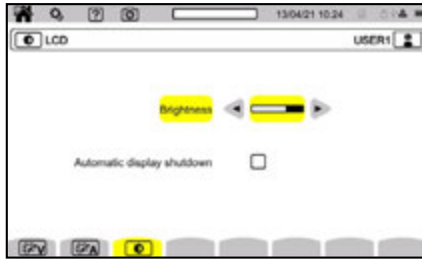 13/04/21 10:24
LCD
USER1
Brightness
Automatic display shutdown